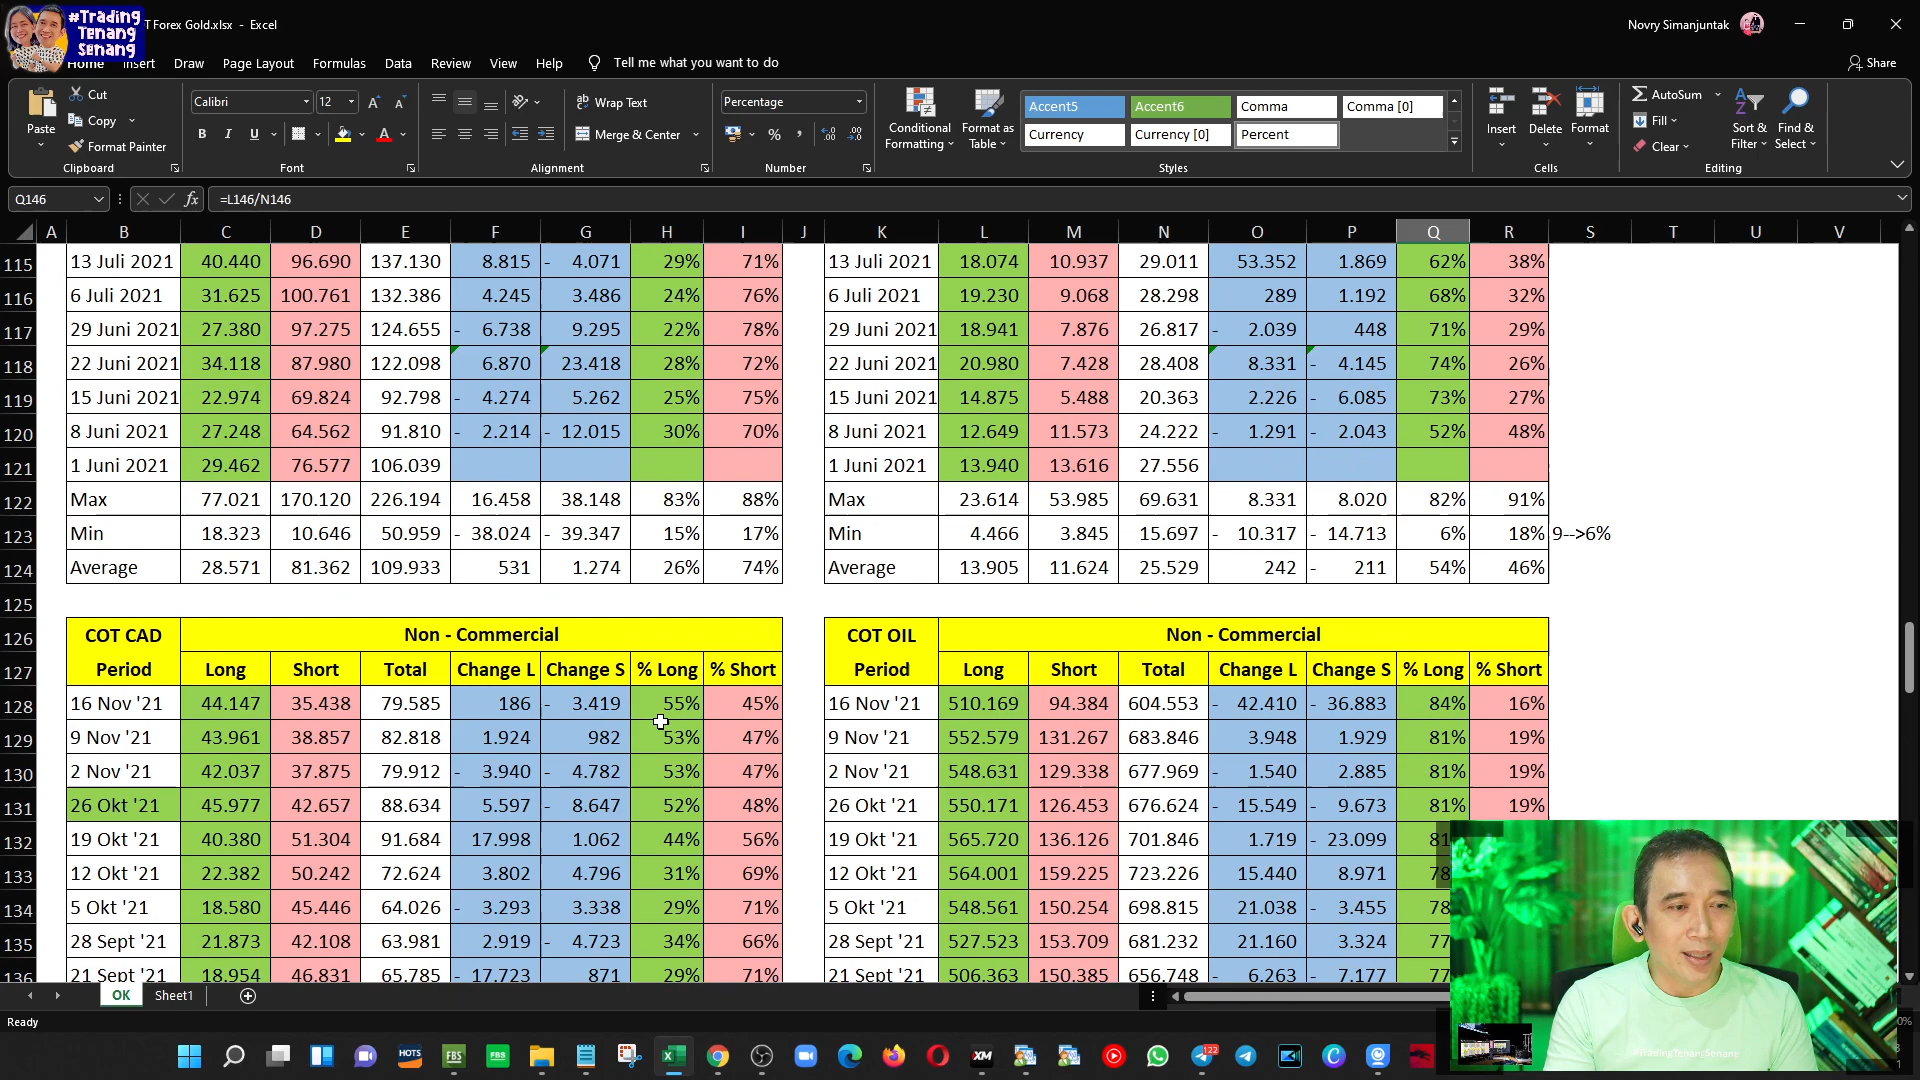 #Trading
Tenang
Senang
T Forex Gold.xlsx - Excel
Novry Simanjuntak
Home Insert Draw Page Layout Formulas Data Review View Help Tell me what you want to do
Share
Paste
Cut
Copy
Format Painter
Clipboard
Calibri 12
B I U
Font
Wrap Text
Merge & Center
Alignment
Percentage
Number
Conditional Formatting
Format as Table
Accent5 Accent6 Comma Comma [0]
Currency Currency [0] Percent
Styles
Insert Delete Format
Cells
AutoSum
Fill
Clear
Sort & Filter
Find & Select
Editing
Q146 fx =L146/N146
A B C D E F G H I J K L M N O P Q R S T U V
115 13 Juli 2021 40.440 96.690 137.130 8.815 - 4.071 29% 71% 13 Juli 2021 18.074 10.937 29.011 53.352 1.869 62% 38%
116 6 Juli 2021 31.625 100.761 132.386 4.245 3.486 24% 76% 6 Juli 2021 19.230 9.068 28.298 289 1.192 68% 32%
117 29 Juni 2021 27.380 97.275 124.655 - 6.738 9.295 22% 78% 29 Juni 2021 18.941 7.876 26.817 - 2.039 448 71% 29%
118 22 Juni 2021 34.118 87.980 122.098 6.870 23.418 28% 72% 22 Juni 2021 20.980 7.428 28.408 8.331 - 4.145 74% 26%
119 15 Juni 2021 22.974 69.824 92.798 - 4.274 5.262 25% 75% 15 Juni 2021 14.875 5.488 20.363 2.226 - 6.085 73% 27%
120 8 Juni 2021 27.248 64.562 91.810 - 2.214 - 12.015 30% 70% 8 Juni 2021 12.649 11.573 24.222 - 1.291 - 2.043 52% 48%
121 1 Juni 2021 29.462 76.577 106.039 1 Juni 2021 13.940 13.616 27.556
122 Max 77.021 170.120 226.194 16.458 38.148 83% 88% Max 23.614 53.985 69.631 8.331 8.020 82% 91%
123 Min 18.323 10.646 50.959 - 38.024 - 39.347 15% 17% Min 4.466 3.845 15.697 - 10.317 - 14.713 6% 18% 9-->6%
124 Average 28.571 81.362 109.933 531 1.274 26% 74% Average 13.905 11.624 25.529 242 - 211 54% 46%
125
126 COT CAD Non - Commercial COT OIL Non - Commercial
127 Period Long Short Total Change L Change S % Long % Short Period Long Short Total Change L Change S % Long % Short
128 16 Nov '21 44.147 35.438 79.585 186 - 3.419 55% 45% 16 Nov '21 510.169 94.384 604.553 - 42.410 - 36.883 84% 16%
129 9 Nov '21 43.961 38.857 82.818 1.924 982 53% 47% 9 Nov '21 552.579 131.267 683.846 3.948 1.929 81% 19%
130 2 Nov '21 42.037 37.875 79.912 - 3.940 - 4.782 53% 47% 2 Nov '21 548.631 129.338 677.969 - 1.540 2.885 81% 19%
131 26 Okt '21 45.977 42.657 88.634 5.597 - 8.647 52% 48% 26 Okt '21 550.171 126.453 676.624 - 15.549 - 9.673 81% 19%
132 19 Okt '21 40.380 51.304 91.684 17.998 1.062 44% 56% 19 Okt '21 565.720 136.126 701.846 1.719 - 23.099 81
133 12 Okt '21 22.382 50.242 72.624 3.802 4.796 31% 69% 12 Okt '21 564.001 159.225 723.226 15.440 8.971 78
134 5 Okt '21 18.580 45.446 64.026 - 3.293 3.338 29% 71% 5 Okt '21 548.561 150.254 698.815 21.038 - 3.455 78
135 28 Sept '21 21.873 42.108 63.981 2.919 - 4.723 34% 66% 28 Sept '21 527.523 153.709 681.232 21.160 3.324 77
136 21 Sept '21 18.954 46.831 65.785 - 17.723 871 29% 71% 21 Sept '21 506.363 150.385 656.748 - 6.263 - 7.177 77
OK Sheet1
Ready
HOTS FBS FBS XM 122
#TradingTenangSenang